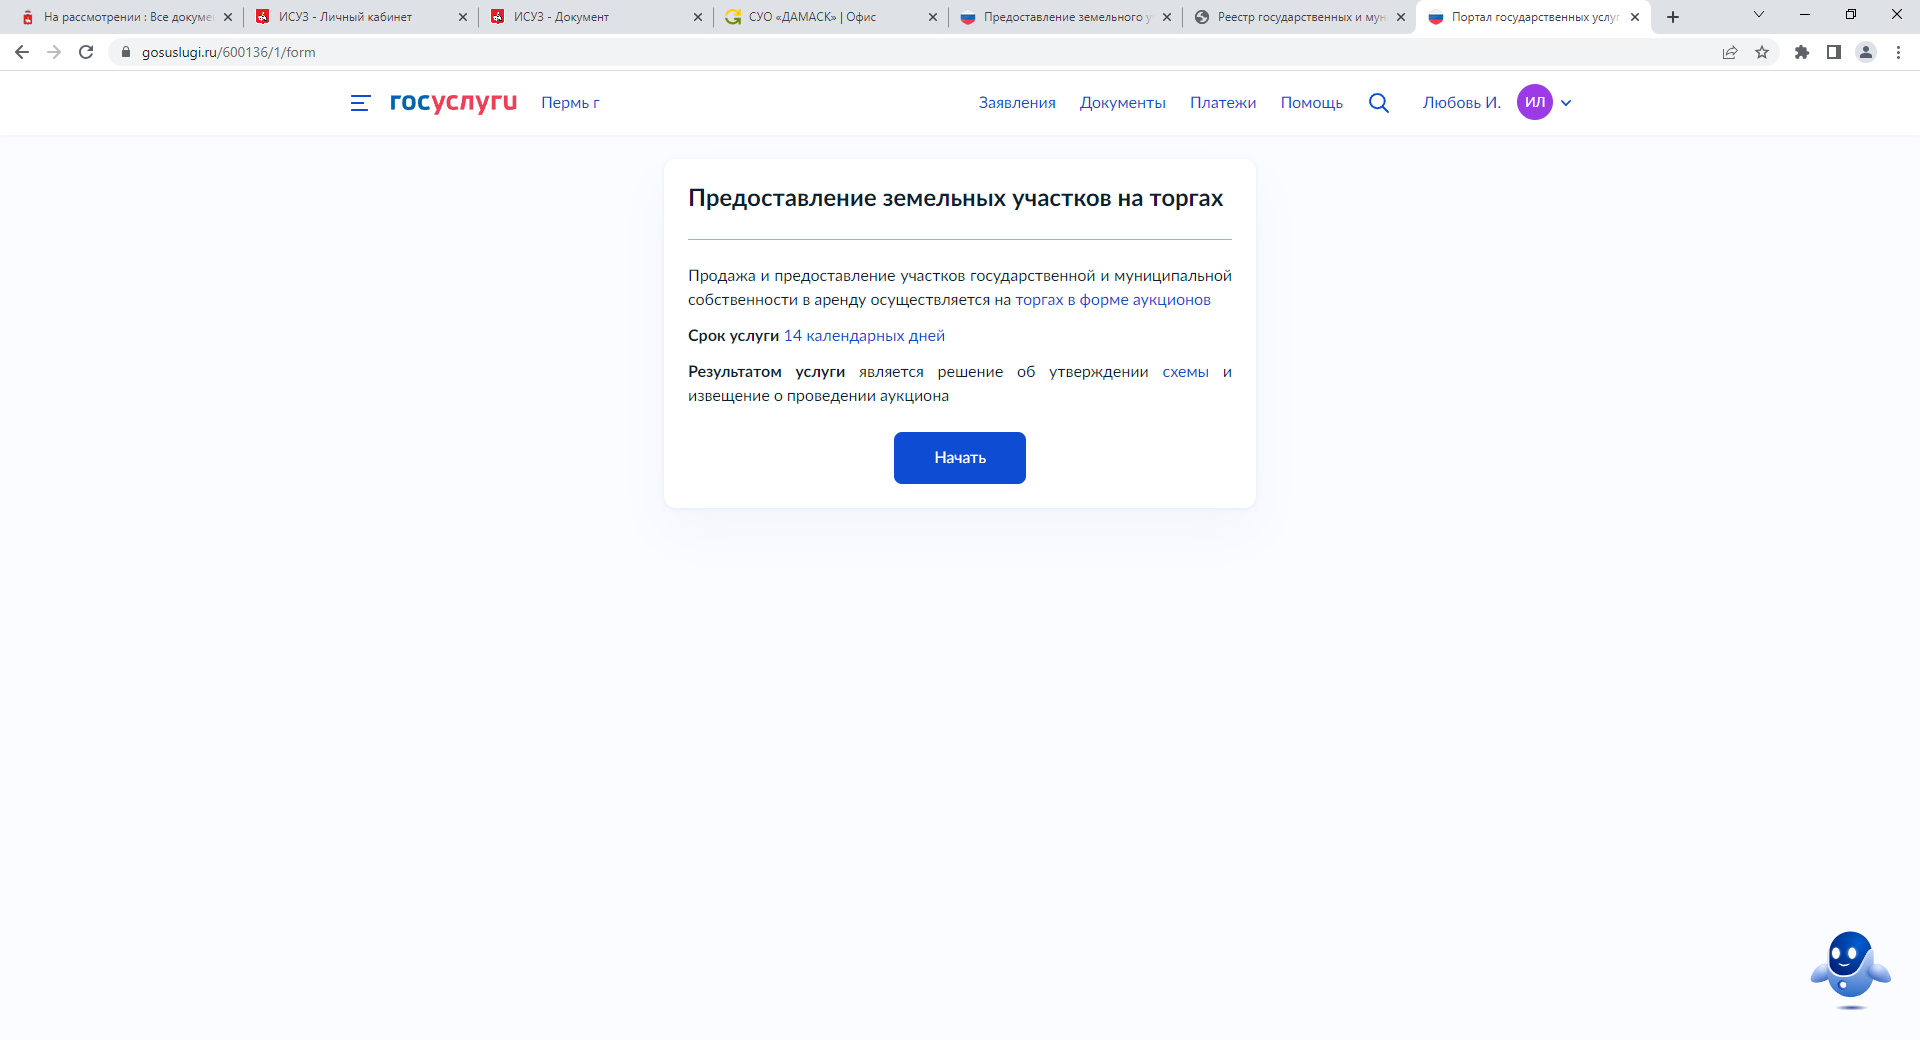 На рассмотрении : Все докуме
ИСУЗ - Личный кабинет
ИСУЗ - Документ
СУО «ДАМАСК» | Офис
Предоставление земельного у
Реестр государственных и мун
Портал государственных услуг
gosuslugi.ru/600136/1/form
госуслуги
Пермь г
Заявления
Документы
Платежи
Помощь
Любовь И.
ИЛ
Предоставление земельных участков на торгах
Продажа и предоставление участков государственной и муниципальной
собственности в аренду осуществляется на торгах в форме аукционов
Срок услуги 14 календарных дней
Результатом услуги является решение об утверждении схемы и
извещение о проведении аукциона
Начать